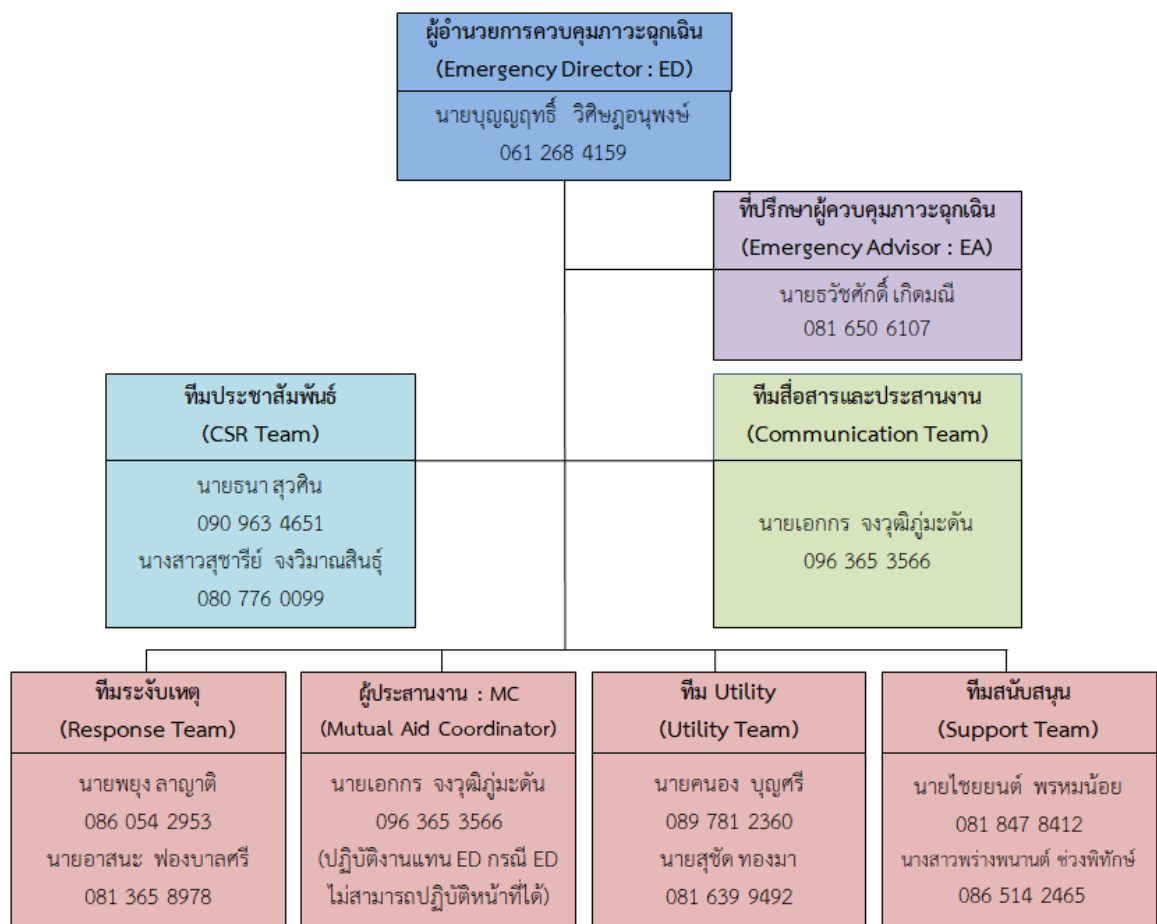 ผู้อำนวยการควบคุมภาวะฉุกเฉิน
(Emergency Director : ED)
นายบุญญฤทธิ์ วิศิษฎอนุพงษ์
061 268 4159
ที่ปรึกษาผู้ควบคุมภาวะฉุกเฉิน
(Emergency Advisor : EA)
นายธวัชศักดิ์ เกิดมณี
081 650 6107
ทีมประชาสัมพันธ์
(CSR Team)
นายธนา สุวศิน
090 963 4651
นางสาวสุชารีย์ จงวิมาณสินธุ์
080 776 0099
ทีมสื่อสารและประสานงาน
(Communication Team)
นายเอกกร จงวุฒิภู่มะดัน
096 365 3566
ทีมระงับเหตุ
(Response Team)
นายพยุง ลาญาติ
086 054 2953
นายอาสนะ ฟองบาลศรี
081 365 8978
ผู้ประสานงาน : MC
(Mutual Aid Coordinator)
นายเอกกร จงวุฒิภู่มะดัน
096 365 3566
(ปฏิบัติงานแทน ED กรณี ED
ไม่สามารถปฏิบัติหน้าที่ได้)
ทีม Utility
(Utility Team)
นายคนอง บุญศรี
089 781 2360
นายสุชัด ทองมา
081 639 9492
ทีมสนับสนุน
(Support Team)
นายไชยยนต์ พรหมน้อย
081 847 8412
นางสาวพร่างพนานต์ ช่วงพิทักษ์
086 514 2465